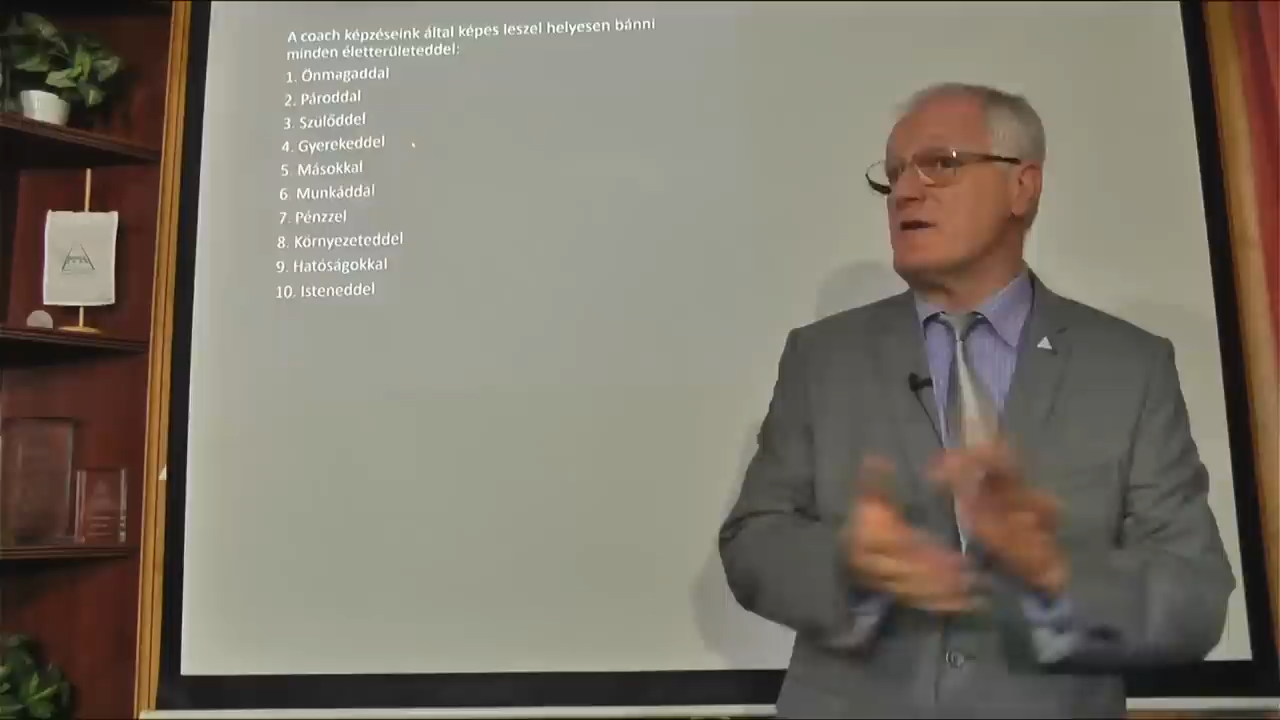 A coach képzéseink által képes leszel helyesen bánni
minden életterületeddel:
1. Önmagaddal
2. Pároddal
3. Szülőddel
4. Gyerekeddel
5. Másokkal
6. Munkáddal
7. Pénzzel
8. Környezeteddel
9. Hatóságokkal
10. Isteneddel